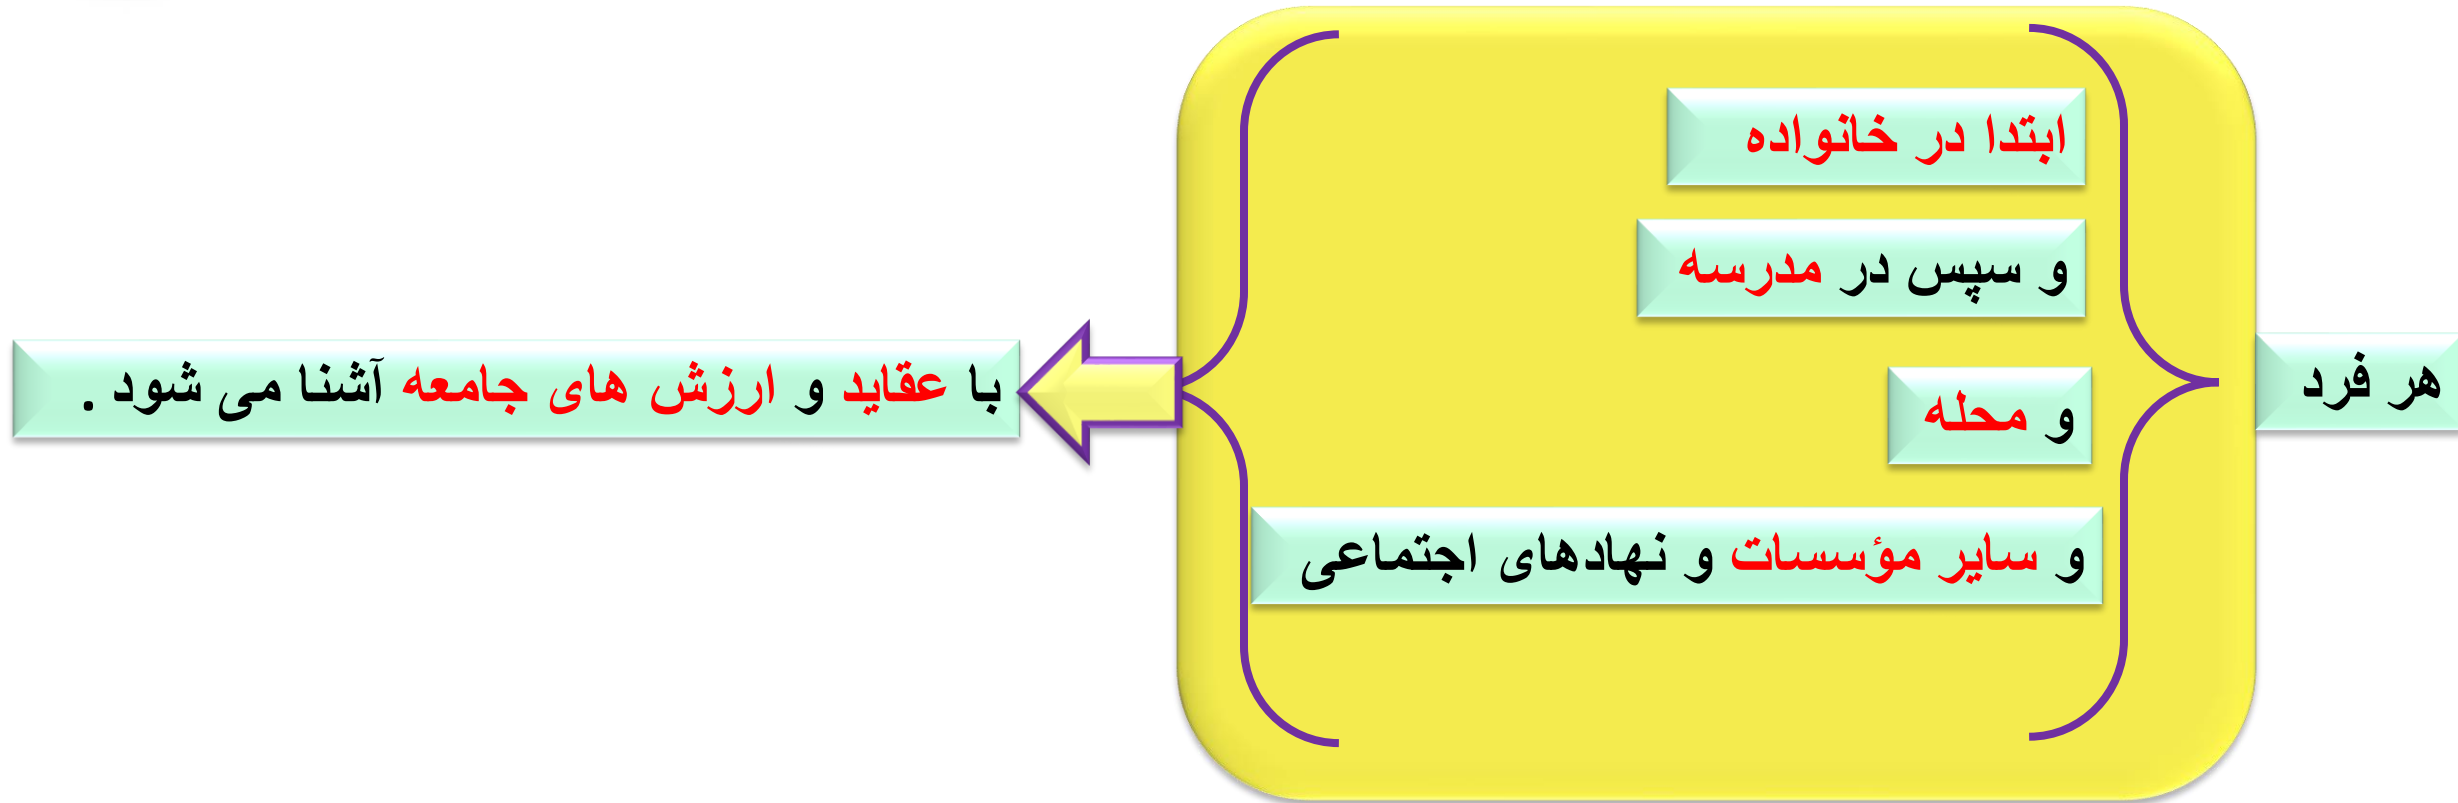 هر فرد
ابتدا در خانواده
و سپس در مدرسه
و محله
و سایر مؤسسات و نهادهای اجتماعی
با عقاید و ارزش های جامعه آشنا می شود .